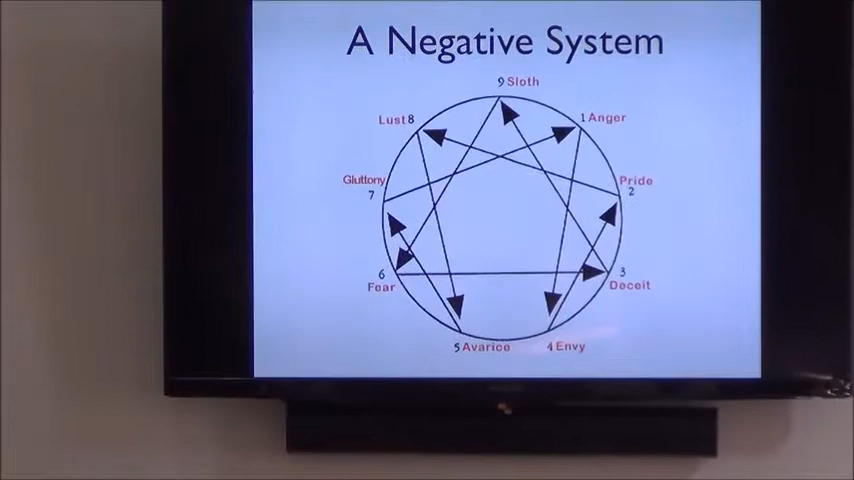 A Negative System
9 Sloth
Lust 8
1 Anger
Gluttony
7
Pride
2
6
Fear
3
Deceit
5 Avarice
4 Envy